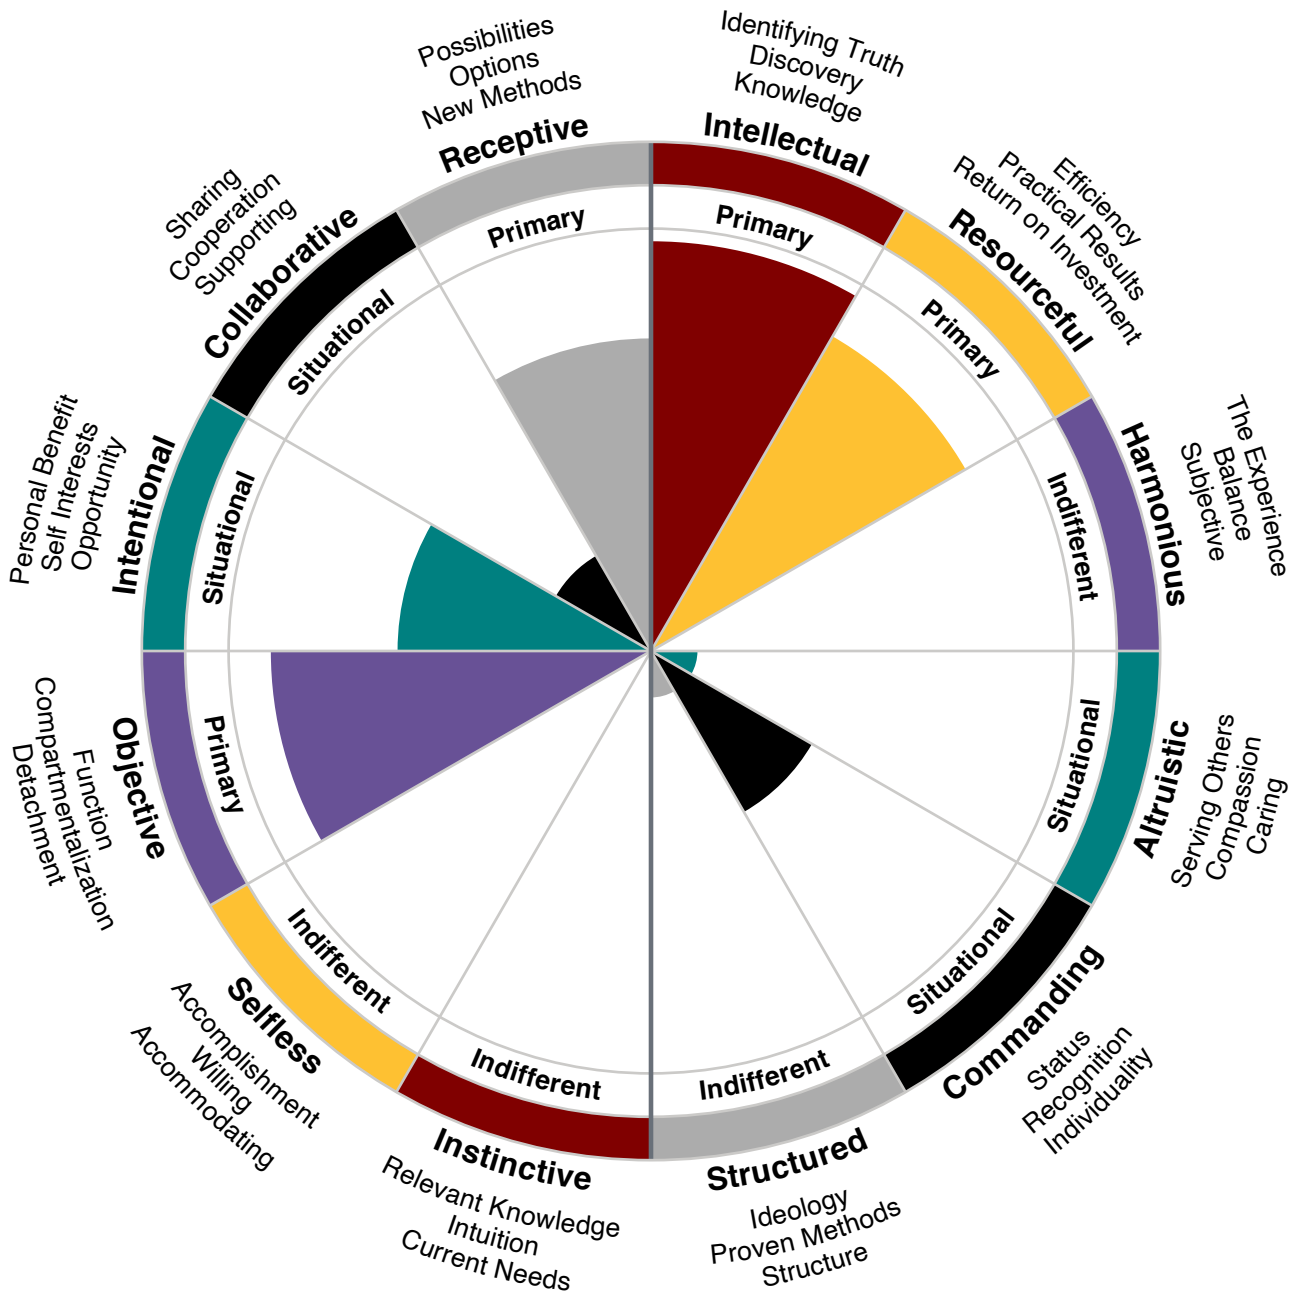 Identifying Truth
Discovery
Knowledge
Intellectual
Primary
Efficiency
Practical Results
Return on Investment
Resourceful
Primary
The Experience
Balance
Subjective
Harmonious
Indifferent
Situational
Altruistic
Serving Others
Compassion
Caring
Situational
Commanding
Status
Recognition
Individuality
Indifferent
Structured
Ideology
Proven Methods
Structure
Indifferent
Instinctive
Relevant Knowledge
Intuition
Current Needs
Indifferent
Selfless
Accomplishment
Willing
Accommodating
Primary
Objective
Function
Compartmentalization
Detachment
Personal Benefit
Self Interests
Opportunity
Intentional
Situational
Sharing
Cooperation
Supporting
Collaborative
Situational
Possibilities
Options
New Methods
Receptive
Primary